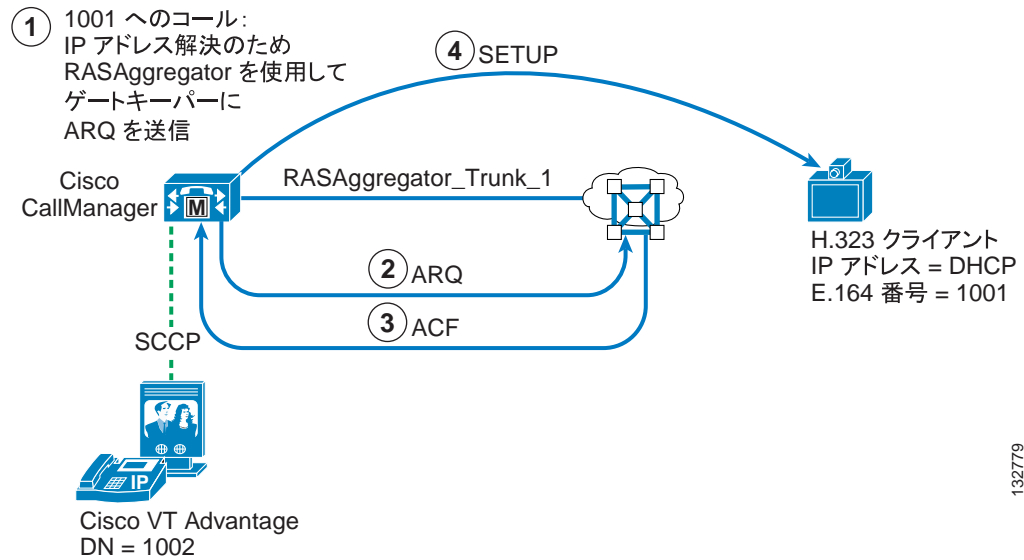 1
1001 へのコール:
IP アドレス解決のため
RASAggregator を使用して
ゲートキーパーに
ARQ を送信
4 SETUP
Cisco
CallManager
M
RASAggregator_Trunk_1
2 ARQ
3 ACF
H.323 クライアント
IP アドレス = DHCP
E.164 番号 = 1001
SCCP
IP
Cisco VT Advantage
DN = 1002
132779